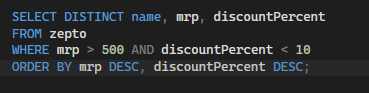 SELECT DISTINCT name, mrp, discountPercent
FROM zepto
WHERE mrp > 500 AND discountPercent < 10
ORDER BY mrp DESC, discountPercent DESC;